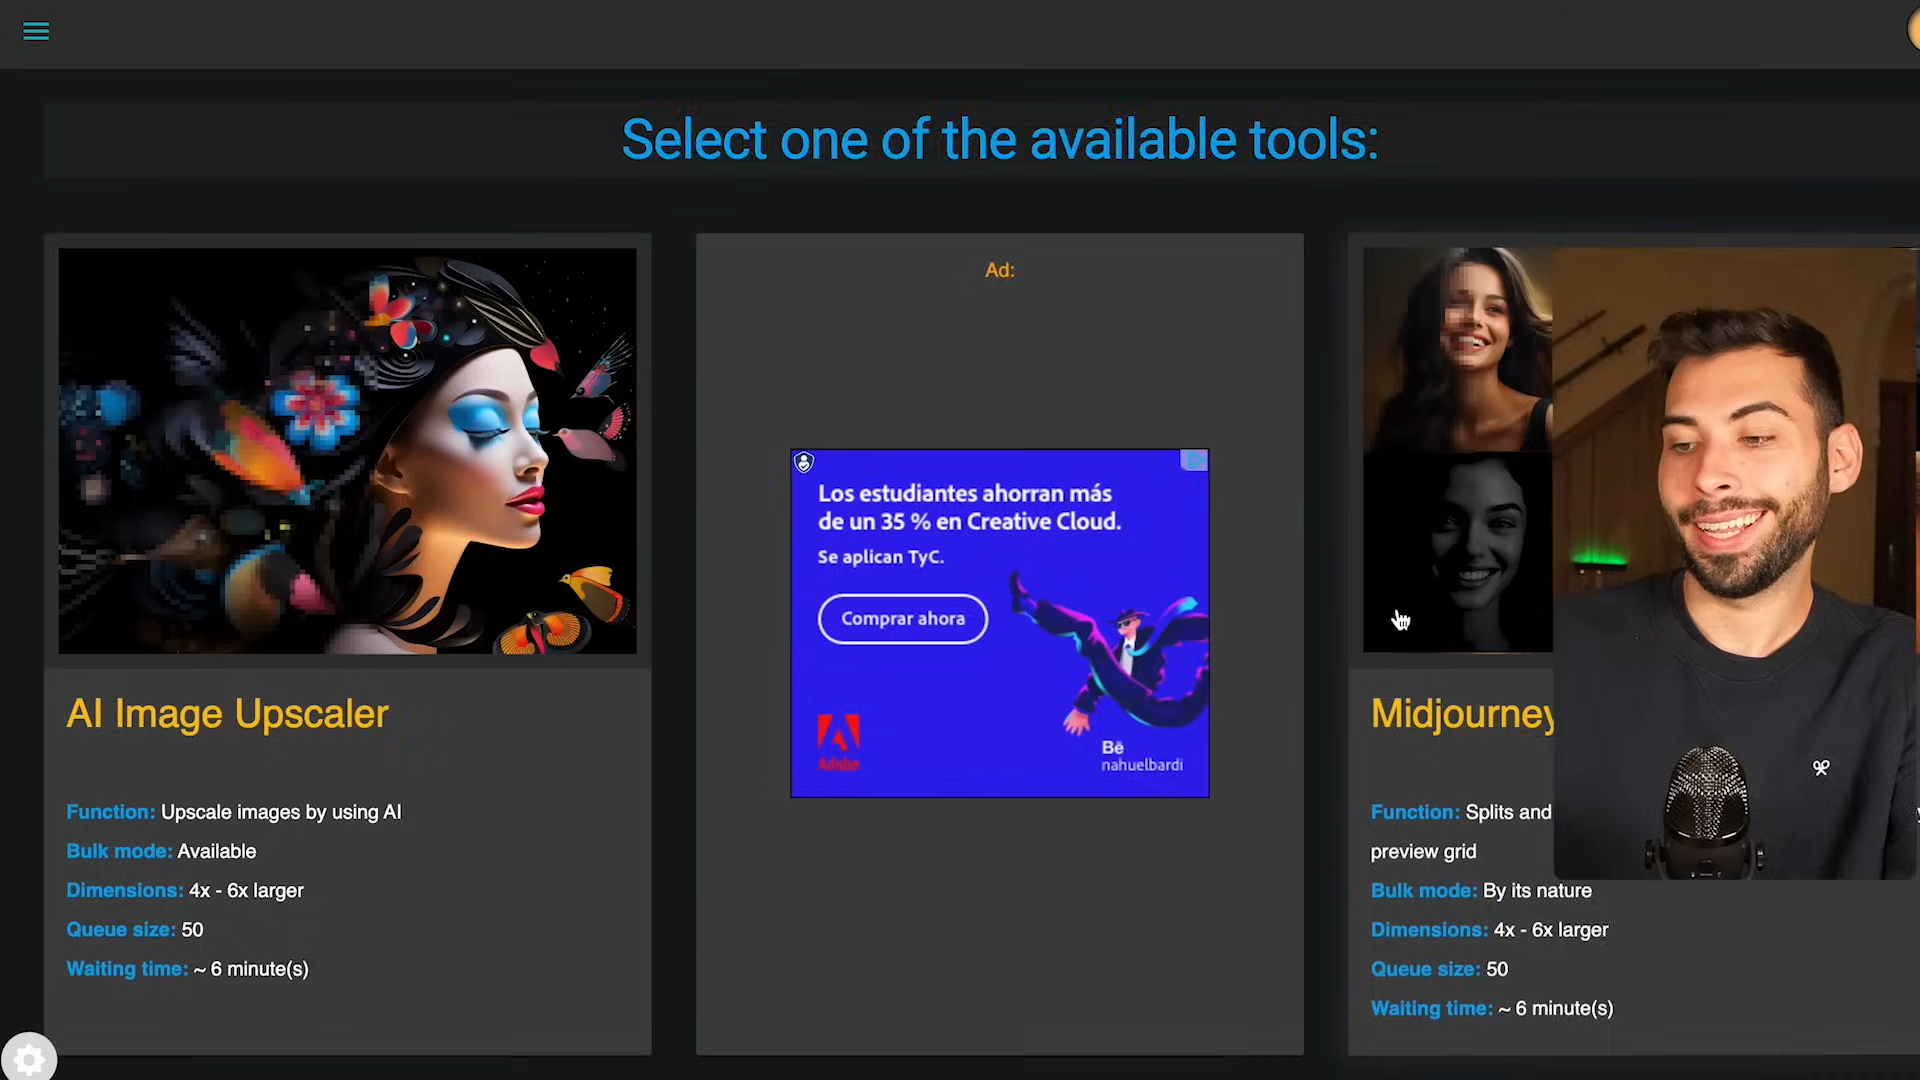 Select one of the available tools:
AI Image Upscaler
Function: Upscale images by using AI
Bulk mode: Available
Dimensions: 4x - 6x larger
Queue size: 50
Waiting time: ~ 6 minute(s)
Ad:
Los estudiantes ahorran más
de un 35 % en Creative Cloud.
Se aplican TyC.
Comprar ahora
Adobe
Bē
nahuelbardi
Midjourney
Function: Splits and
preview grid
Bulk mode: By its nature
Dimensions: 4x - 6x larger
Queue size: 50
Waiting time: ~ 6 minute(s)